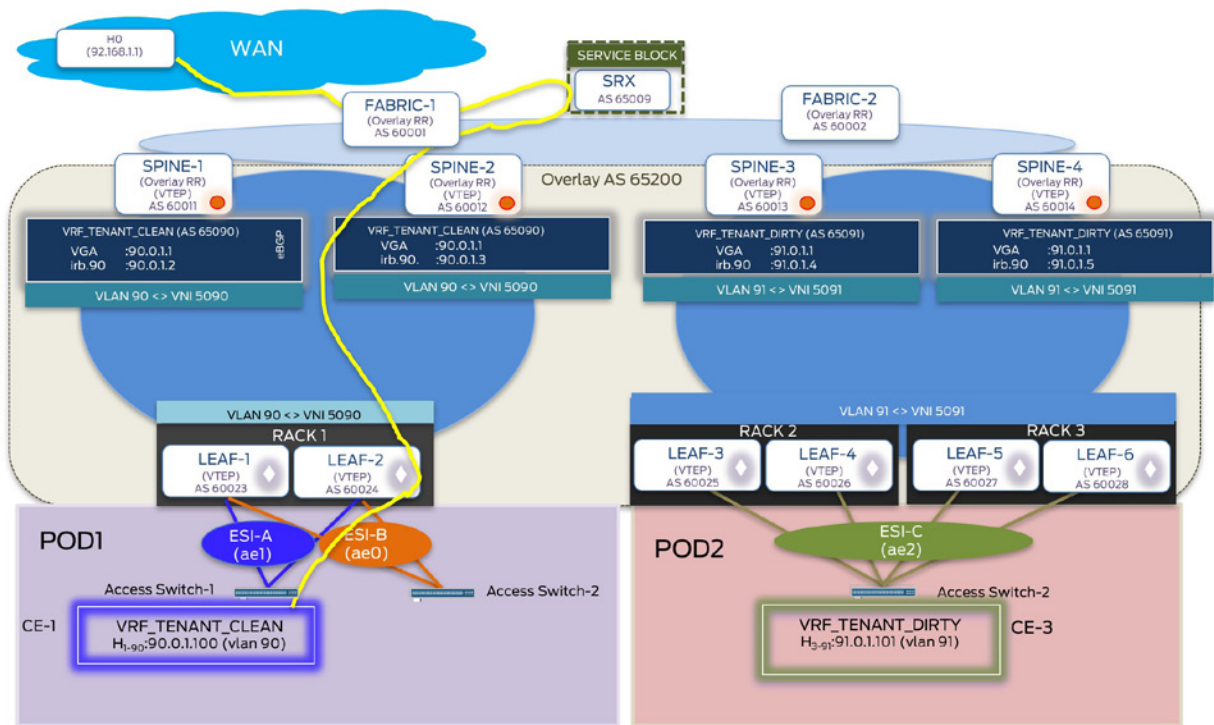 H0
(92.168.1.1)
WAN
SERVICE BLOCK
SRX
AS 65009
FABRIC-1
(Overlay RR)
AS 60001
FABRIC-2
(Overlay RR)
AS 60002
SPINE-1
(Overlay RR)
(VTEP)
AS 60011
SPINE-2
(Overlay RR)
(VTEP)
AS 60012
Overlay AS 65200
SPINE-3
(Overlay RR)
(VTEP)
AS 60013
SPINE-4
(Overlay RR)
(VTEP)
AS 60014
VRF_TENANT_CLEAN (AS 65090)
VGA :90.0.1.1
irb.90 :90.0.1.2
eBGP
VLAN 90 <> VNI 5090
VRF_TENANT_CLEAN (AS 65090)
VGA :90.0.1.1
irb.90. :90.0.1.3
VLAN 90 <> VNI 5090
VRF_TENANT_DIRTY (AS 65091)
VGA :91.0.1.1
irb.90 :91.0.1.4
VLAN 91 <> VNI 5091
VRF_TENANT_DIRTY (AS 65091)
VGA :91.0.1.1
irb.90 :91.0.1.5
VLAN 91 <> VNI 5091
VLAN 90 <> VNI 5090
RACK 1
LEAF-1
(VTEP)
AS 60023
LEAF-2
(VTEP)
AS 60024
VLAN 91 <> VNI 5091
RACK 2
RACK 3
LEAF-3
(VTEP)
AS 60025
LEAF-4
(VTEP)
AS 60026
LEAF-5
(VTEP)
AS 60027
LEAF-6
(VTEP)
AS 60028
POD1
ESI-A
(ae1)
ESI-B
(ae0)
Access Switch-1
Access Switch-2
CE-1
VRF_TENANT_CLEAN
H1-90:90.0.1.100 (vlan 90)
POD2
ESI-C
(ae2)
Access Switch-2
VRF_TENANT_DIRTY
H3-91:91.0.1.101 (vlan 91)
CE-3